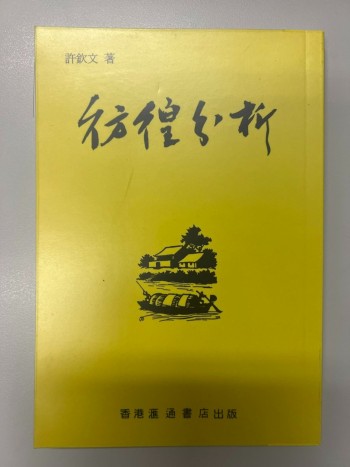 許欽文 著
彷徨分析
香港滙通書店出版